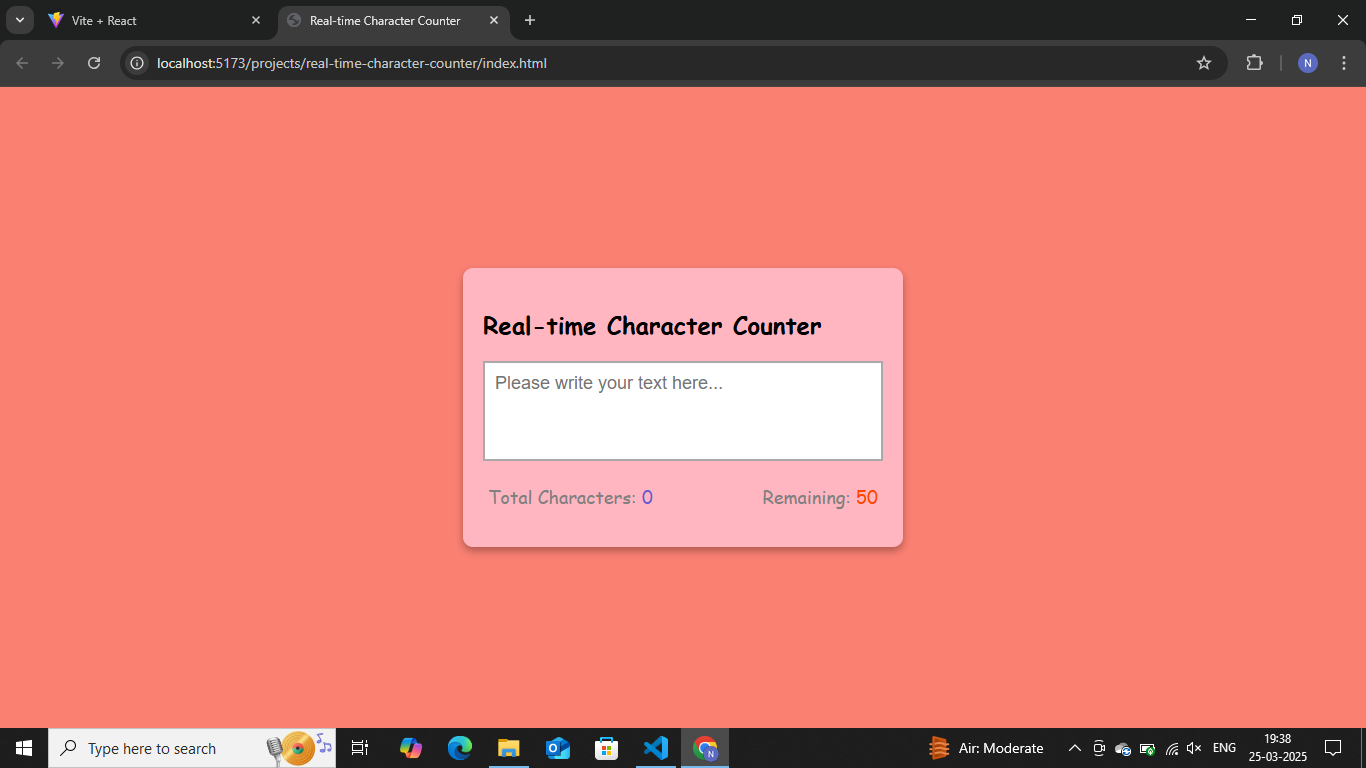 Vite + React
Real-time Character Counter
localhost:5173/projects/real-time-character-counter/index.html
N
Real-time Character Counter
Please write your text here...
Total Characters: 0
Remaining: 50
Type here to search
Air: Moderate
ENG
19:38
25-03-2025